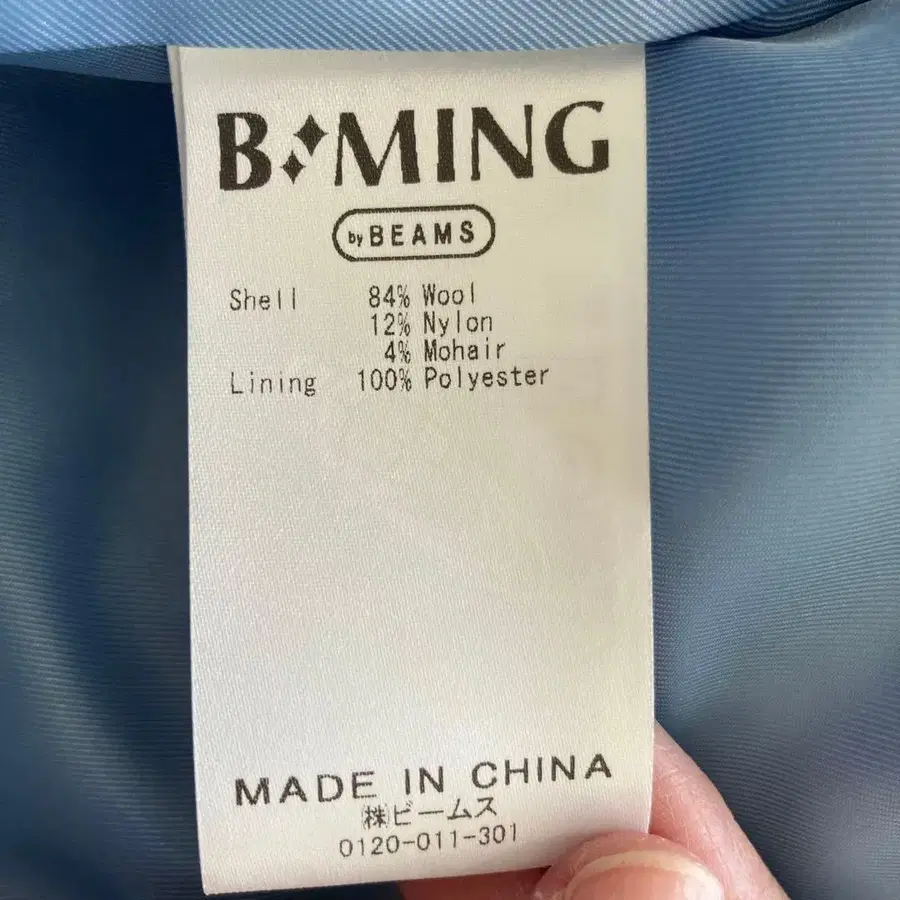 B MING
by BEAMS
Shell 84% Wool
12% Nylon
4% Mohair
Lining 100% Polyester
MADE IN CHINA
㈱ビームス
0120-011-301